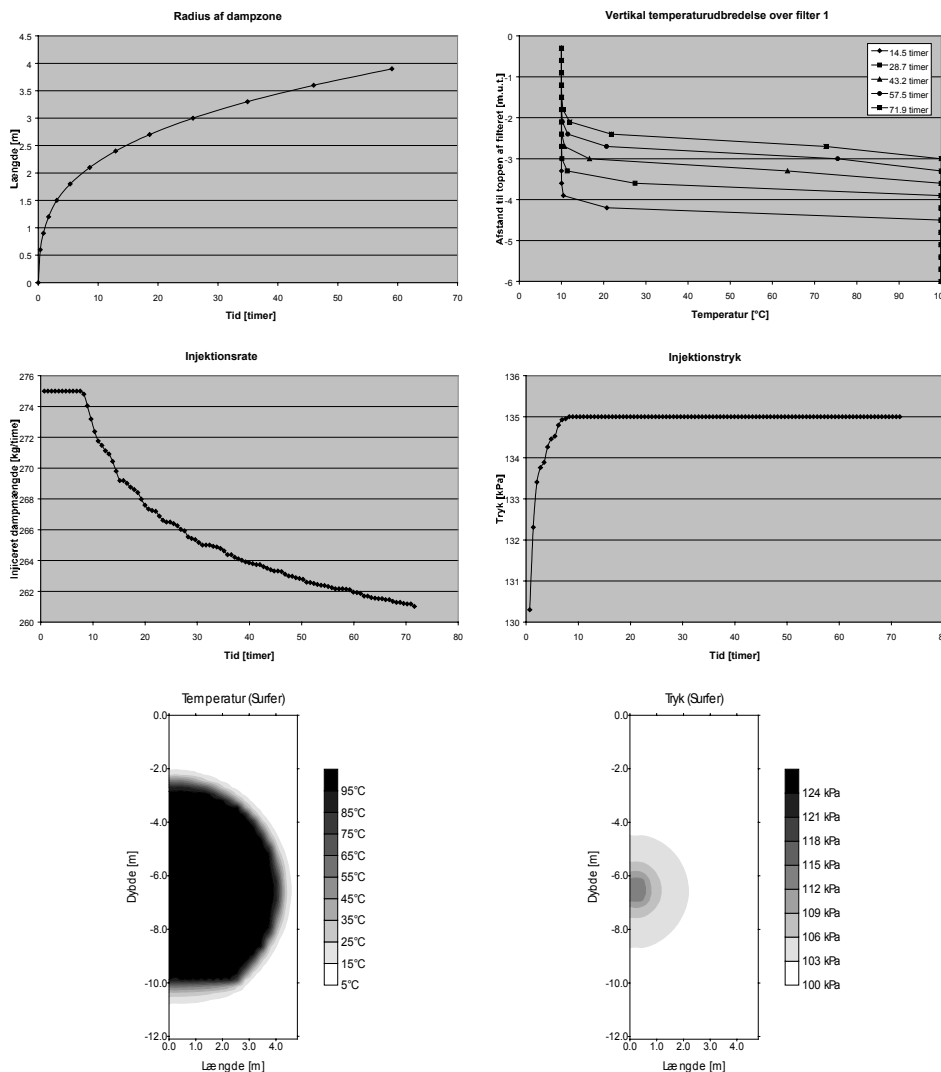 Radius af dampzone
Længde [m]
4.5
4
3.5
3
2.5
2
1.5
1
0.5
0
0 10 20 30 40 50 60 70
Tid [timer]
Vertikal temperaturudbredelse over filter 1
Afstand til toppen af filteret [m.u.t.]
0
-1
-2
-3
-4
-5
-6
14.5 timer
28.7 timer
43.2 timer
57.5 timer
71.9 timer
0 10 20 30 40 50 60 70 80 90 100
Temperatur [°C]
Injektionsrate
Injiceret dampmængde [kg/time]
276
274
272
270
268
266
264
262
260
0 10 20 30 40 50 60 70 80
Tid [timer]
Injektionstryk
Tryk [kPa]
136
135
134
133
132
131
130
0 10 20 30 40 50 60 70 80
Tid [timer]
Temperatur (Surfer)
Dybde [m]
0.0
-2.0
-4.0
-6.0
-8.0
-10.0
-12.0
0.0 1.0 2.0 3.0 4.0
Længde [m]
95°C
85°C
75°C
65°C
55°C
45°C
35°C
25°C
15°C
5°C
Tryk (Surfer)
Dybde [m]
0.0
-2.0
-4.0
-6.0
-8.0
-10.0
-12.0
0.0 1.0 2.0 3.0 4.0
Længde [m]
124 kPa
121 kPa
118 kPa
115 kPa
112 kPa
109 kPa
106 kPa
103 kPa
100 kPa